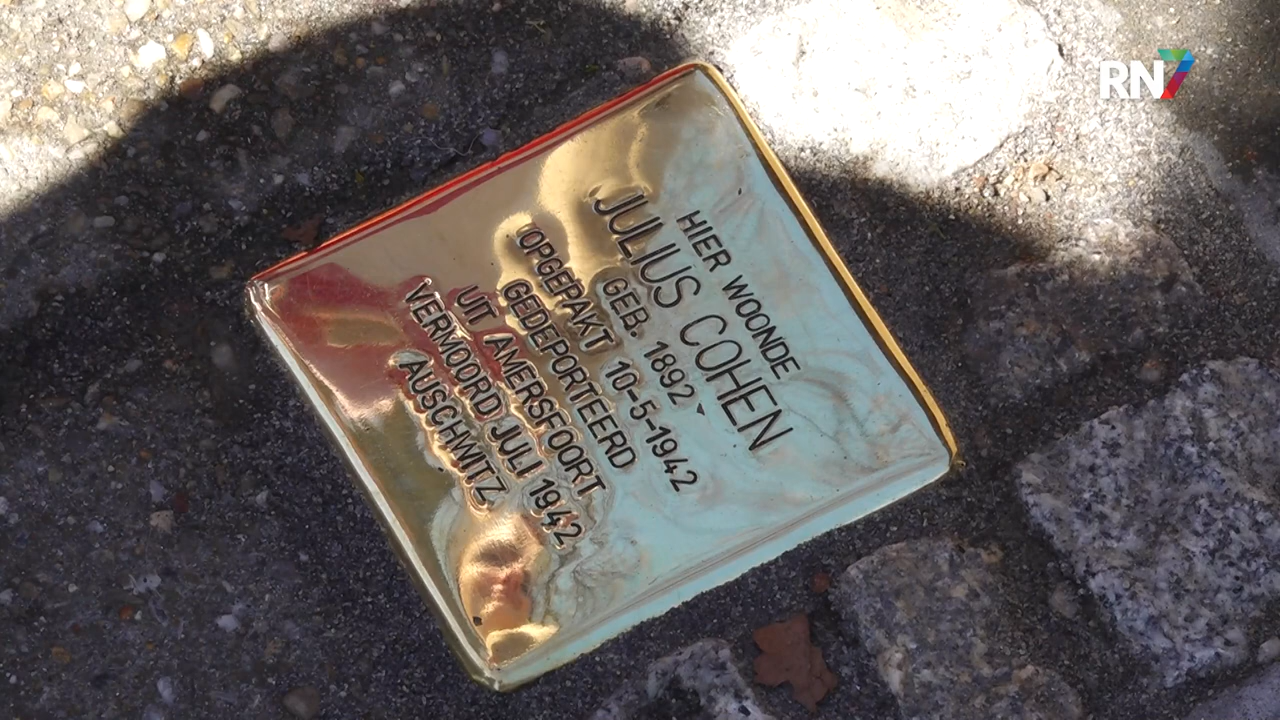 HIER WOONDE
JULIUS COHEN
GEB. 1892
OPGEPAKT 10-5-1942
GEDEPORTEERD
UIT AMERSFOORT
VERMOORD JULI 1942
AUSCHWITZ
RN7